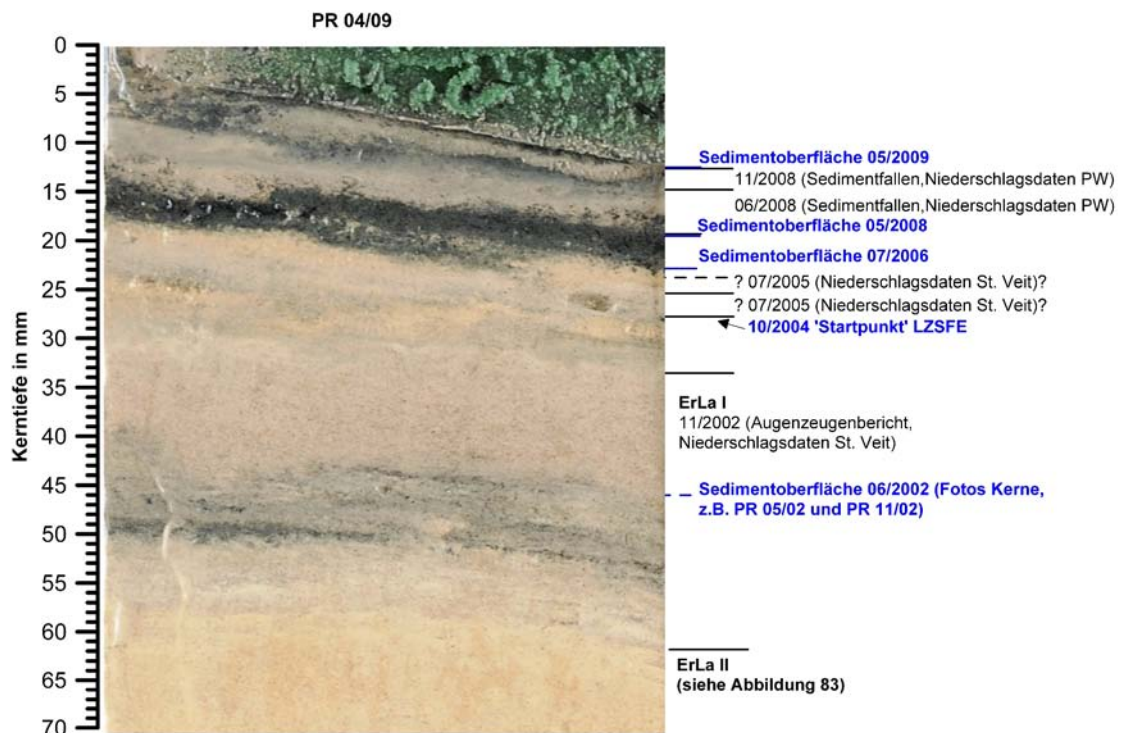 PR 04/09
0
5
10
15
20
25
30
35
40
45
50
55
60
65
70
Kerntiefe in mm
Sedimentoberfläche 05/2009
11/2008 (Sedimentfallen,Niederschlagsdaten PW)
06/2008 (Sedimentfallen,Niederschlagsdaten PW)
Sedimentoberfläche 05/2008
Sedimentoberfläche 07/2006
? 07/2005 (Niederschlagsdaten St. Veit)?
? 07/2005 (Niederschlagsdaten St. Veit)?
10/2004 'Startpunkt' LZSFE
ErLa I
11/2002 (Augenzeugenbericht,
Niederschlagsdaten St. Veit)
Sedimentoberfläche 06/2002 (Fotos Kerne,
z.B. PR 05/02 und PR 11/02)
ErLa II
(siehe Abbildung 83)